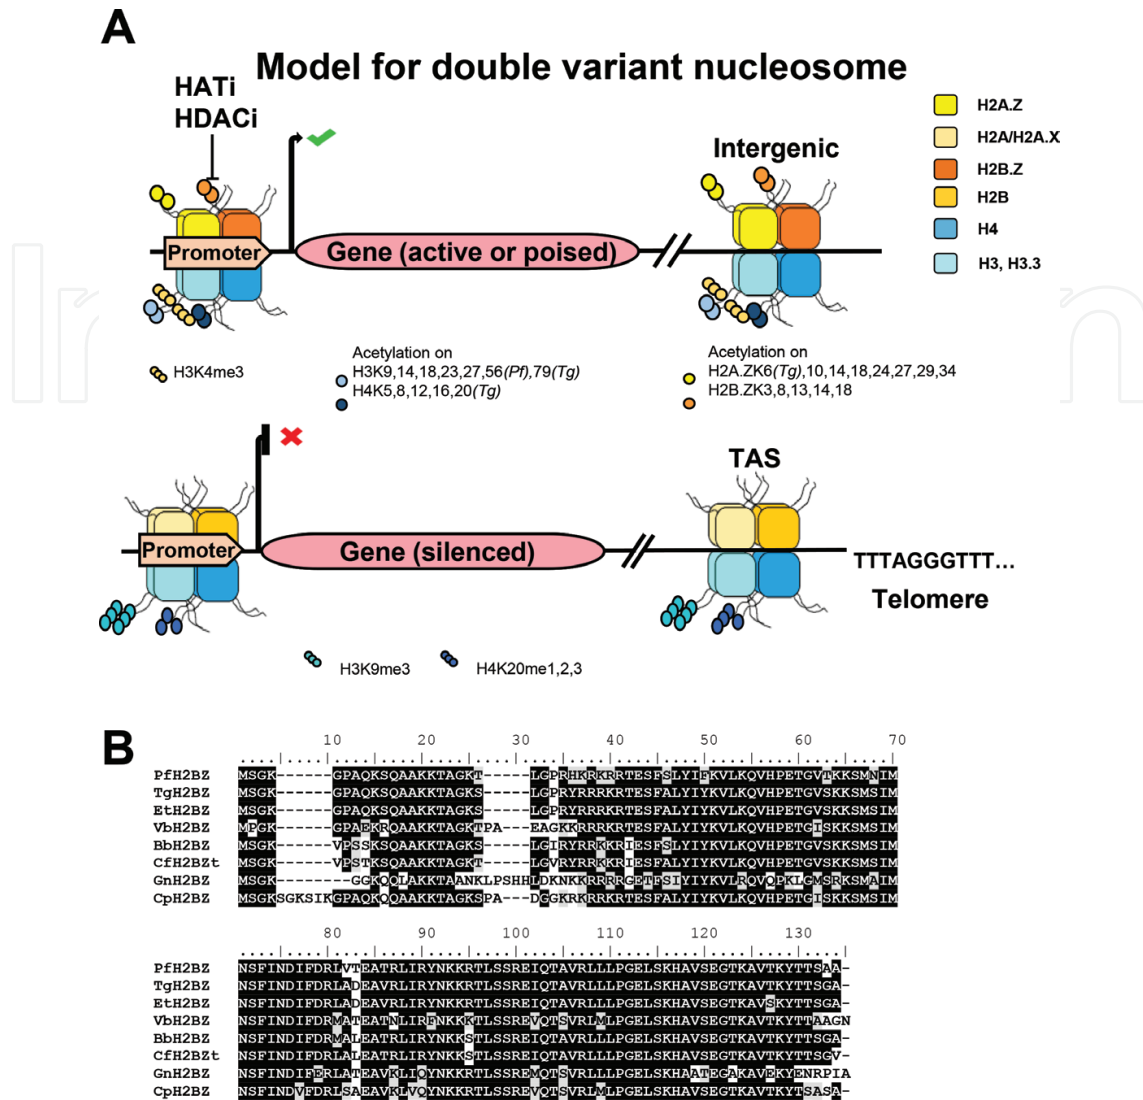 A
Model for double variant nucleosome
HATi
HDACi
Intergenic
H2A.Z
H2A/H2A.X
H2B.Z
H2B
H4
H3, H3.3
Promoter
Gene (active or poised)
H3K4me3
Acetylation on
H3K9,14,18,23,27,56(Pf),79(Tg)
H4K5,8,12,16,20(Tg)
Acetylation on
H2A.ZK6(Tg),10,14,18,24,27,29,34
H2B.ZK3,8,13,14,18
TAS
Promoter
Gene (silenced)
TTTAGGGTTT...
Telomere
H3K9me3
H4K20me1,2,3
B
10 20 30 40 50 60 70
PfH2BZ MSGK------GPAQKSQAAKKTAGKT-----LGPRHKRKRRTESFSLYIFKVLKQVHPETGVTKKSMNIM
TgH2BZ MSGK------GPAQKSQAAKKTAGKS-----LGPRYRRRKRTESFALYIYKVLKQVHPETGVSKKSMSIM
EtH2BZ MSGK------GPAQKSQAAKKTAGKS-----LGPRYRRRKRTESFALYIYKVLKQVHPETGVSKKSMSIM
VbH2BZ MPGK------GPAEKRQAAKKTAGKTPA---EAGKKRRRKRTESFALYIYKVLKQVHPETGISKKSMSIM
BbH2BZ MSGK------VPSSKSQAAKKTAGKS-----LGIRYRRKKRIESFSLYIYKVLKQVHPETGVSKKSMSIM
CfH2BZt MSGK------VPSTKSQAAKKTAGKT-----LGVRYRRKKRTESFALYIYKVLKQVHPETGVSKKSMSIM
GnH2BZ MSGK--------GGKQQLAKKTAANKLPSHHLDKNKKRRRRGETFSIYIYKVLRQVQPKLGMSRKSMAIM
CpH2BZ MSGKSGKSIKGPAQKQQAAKKTAGKSPA---DGGKRKRRKRTESFALYIYKVLKQVHPETGISKKSMSIM
80 90 100 110 120 130
PfH2BZ NSFINDIFDRLVTEATRLIRYNKKRTLSSREIQTAVRLLLPGELSKHAVSEGTKAVTKYTTSAA-
TgH2BZ NSFINDIFDRLADEAVRLIRYNKKRTLSSREIQTAVRLLLPGELSKHAVSEGTKAVTKYTTSGA-
EtH2BZ NSFINDIFDRLADEAVRLIRYNKKRTLSSREIQTAVRLLLPGELSKHAVSEGTKAVSKYTTSGA-
VbH2BZ NSFINDIFDRMATEATNLIRFNKKKTLSSREVQTSVRLMLPGELSKHAVSEGTKAVTKYTTAAGN
BbH2BZ NSFINDIFDRMALEATRLIRYNKKSTLSSREIQTAVRLLLPGELSKHAVSEGTKAVTKYTTSGA-
CfH2BZt NSFINDIFDRLALEATRLIRYNKKSTLSSREIQTAVRLLLPGELSKHAVSEGTKAVTKYTTSGV-
GnH2BZ NSFINDIFERLATEAVKLIQYNKKRTLSSREMQTSVRLLLPGELSKHAATEGAKAVEKYENRPIA
CpH2BZ NSFINDVFDRLSAEAVKLVQYNKKRTLSSREVQTSVRLMLPGELSKHAVSEGTKAVTKYTSASA-